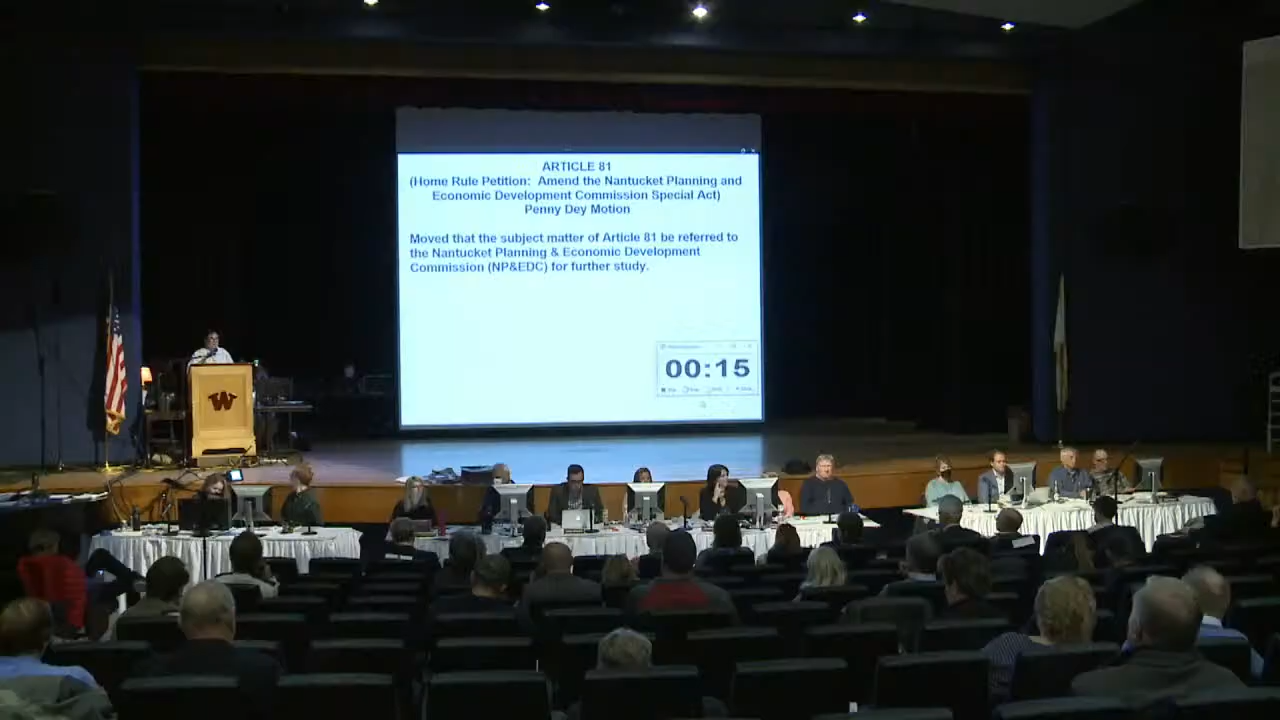 ARTICLE 81
(Home Rule Petition: Amend the Nantucket Planning and
Economic Development Commission Special Act)
Penny Dey Motion
Moved that the subject matter of Article 81 be referred to
the Nantucket Planning & Economic Development
Commission (NP&EDC) for further study.
00:15
W